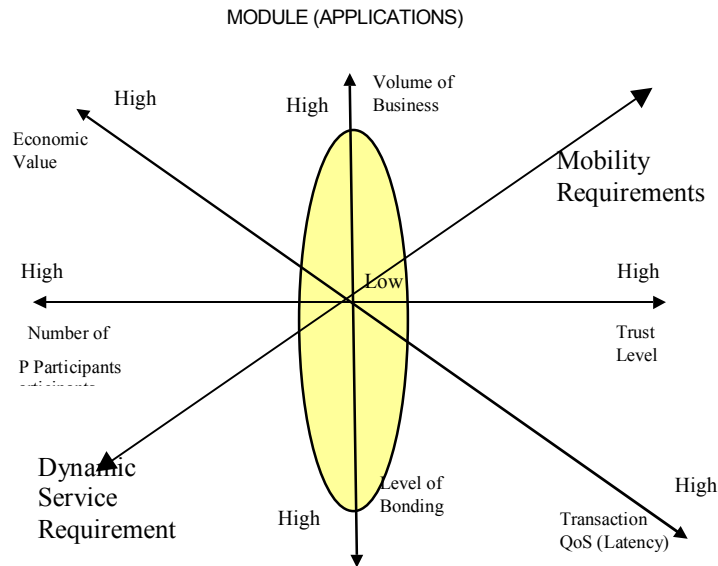 MODULE (APPLICATIONS)
High
High
Volume of
Business
Economic
Value
Mobility
Requirements
High
Low
High
Number of
P Participants
Trust
Level
Dynamic
Service
Requirement
High
Level of
Bonding
High
Transaction
QoS (Latency)